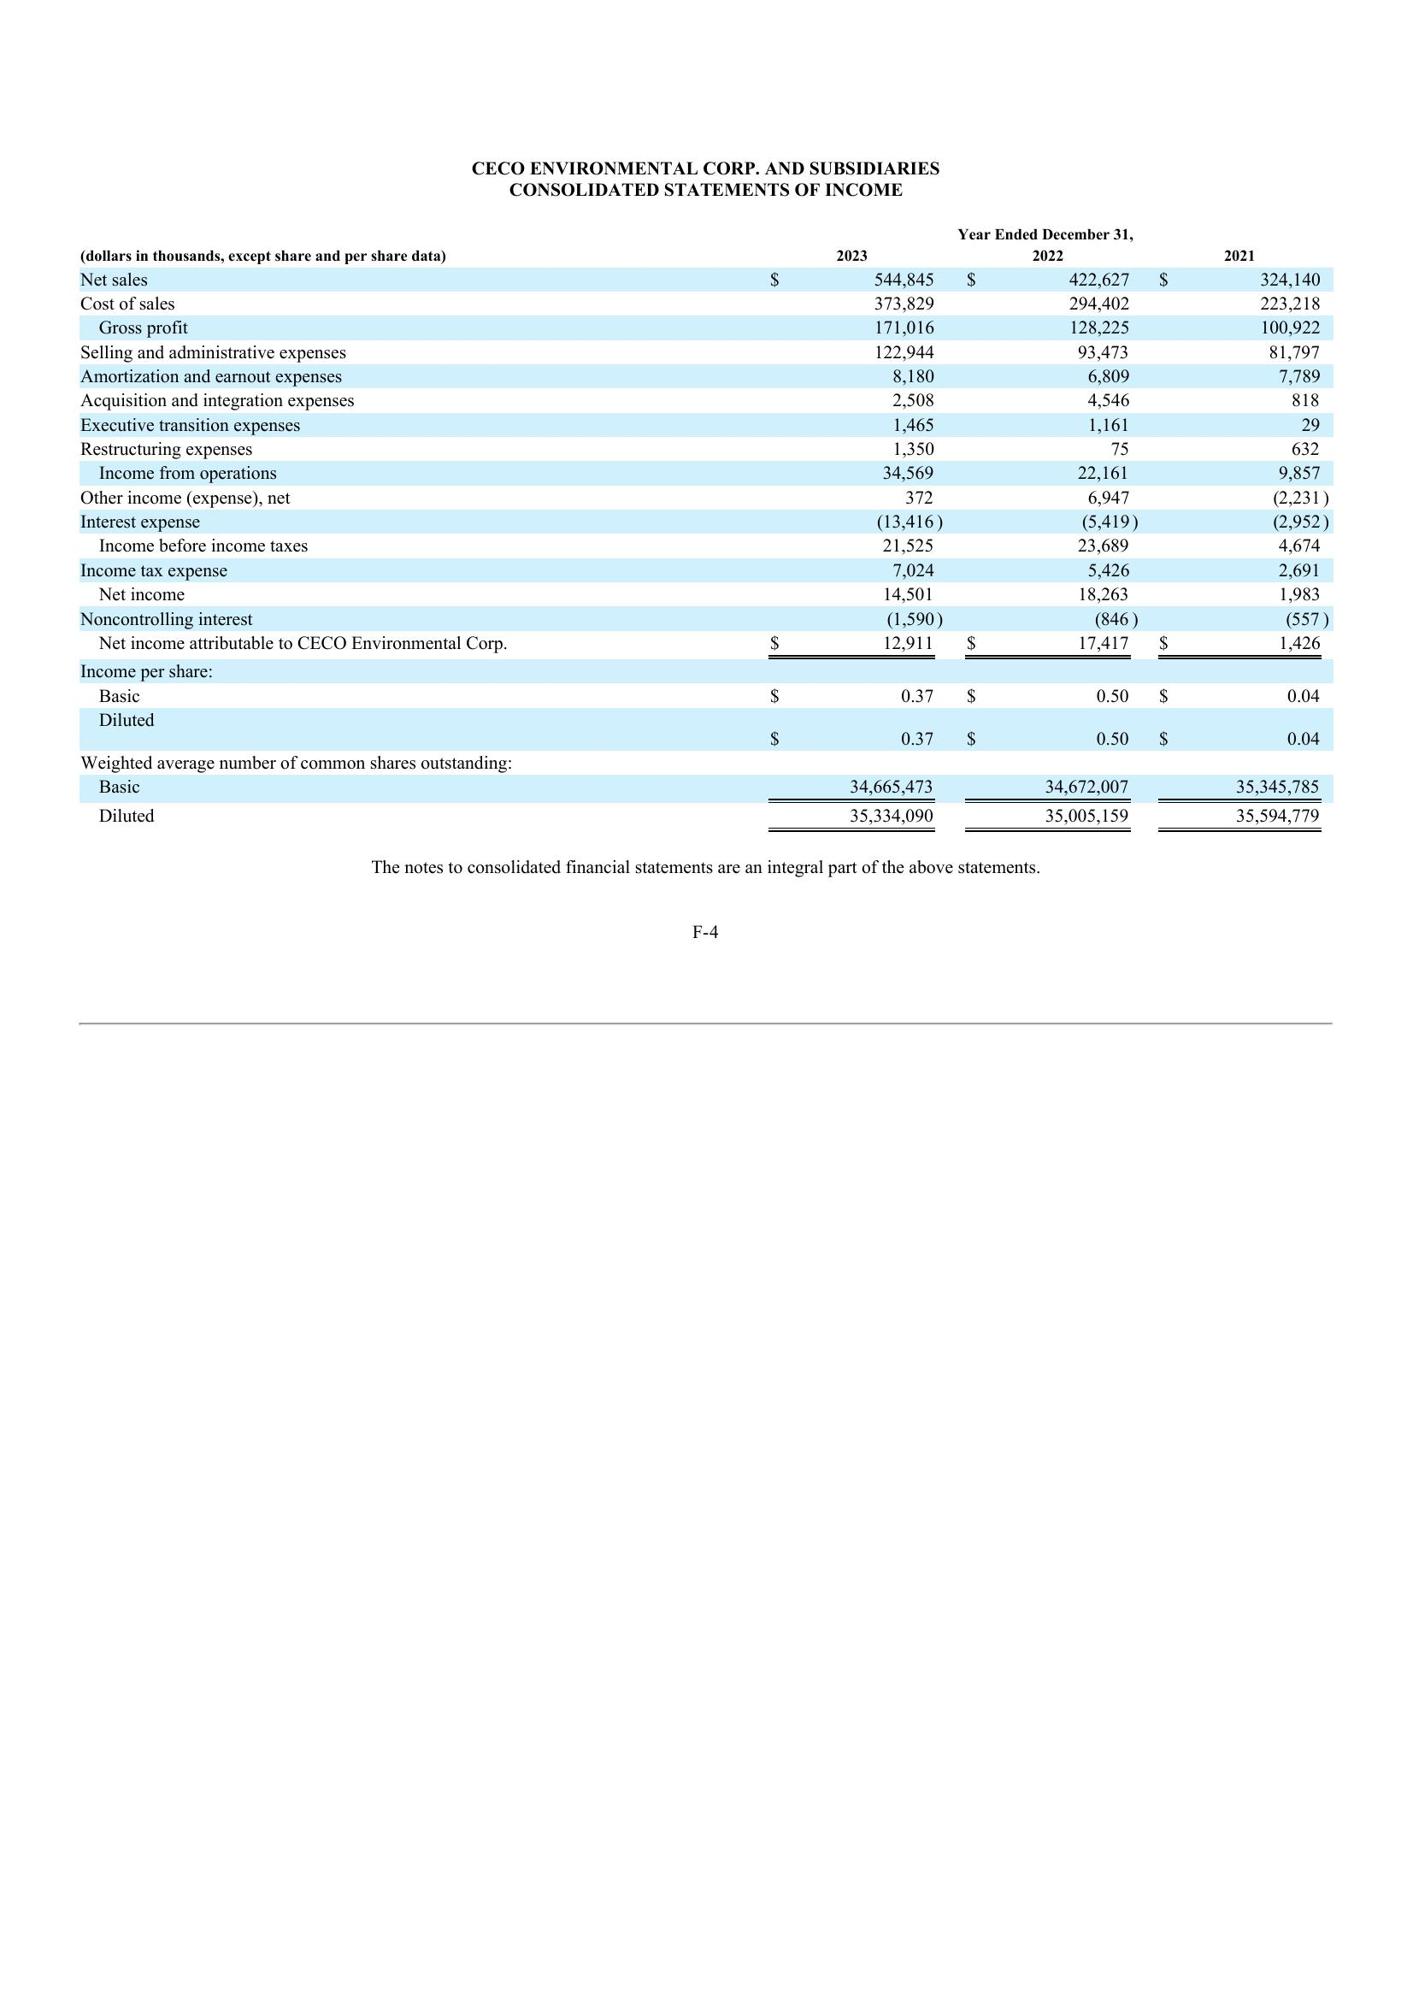 CECO ENVIRONMENTAL CORP. AND SUBSIDIARIES
CONSOLIDATED STATEMENTS OF INCOME
Year Ended December 31,
(dollars in thousands, except share and per share data) 2023 2022 2021
Net sales $ 544,845 $ 422,627 $ 324,140
Cost of sales 373,829 294,402 223,218
Gross profit 171,016 128,225 100,922
Selling and administrative expenses 122,944 93,473 81,797
Amortization and earnout expenses 8,180 6,809 7,789
Acquisition and integration expenses 2,508 4,546 818
Executive transition expenses 1,465 1,161 29
Restructuring expenses 1,350 75 632
Income from operations 34,569 22,161 9,857
Other income (expense), net 372 6,947 (2,231 )
Interest expense (13,416 ) (5,419 ) (2,952 )
Income before income taxes 21,525 23,689 4,674
Income tax expense 7,024 5,426 2,691
Net income 14,501 18,263 1,983
Noncontrolling interest (1,590 ) (846 ) (557 )
Net income attributable to CECO Environmental Corp. $ 12,911 $ 17,417 $ 1,426
Income per share:
Basic $ 0.37 $ 0.50 $ 0.04
Diluted
$ 0.37 $ 0.50 $ 0.04
Weighted average number of common shares outstanding:
Basic 34,665,473 34,672,007 35,345,785
Diluted 35,334,090 35,005,159 35,594,779
The notes to consolidated financial statements are an integral part of the above statements.
F-4